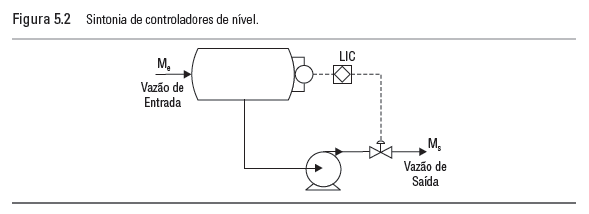 Figura 5.2 Sintonia de controladores de nível.
LIC
Me
Vazão de
Entrada
Ms
Vazão de
Saída